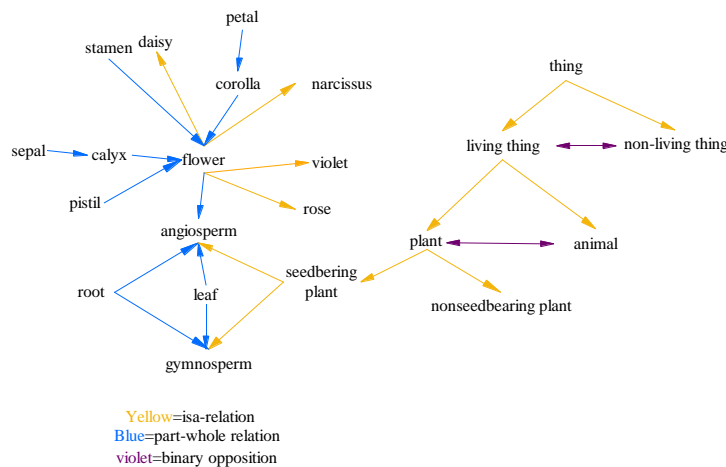 petal
stamen
daisy
corolla
narcissus
thing
sepal
calyx
flower
violet
living thing
non-living thing
pistil
rose
angiosperm
plant
animal
root
leaf
seedbering
plant
nonseedbearing plant
gymnosperm
Yellow=isa-relation
Blue=part-whole relation
violet=binary opposition